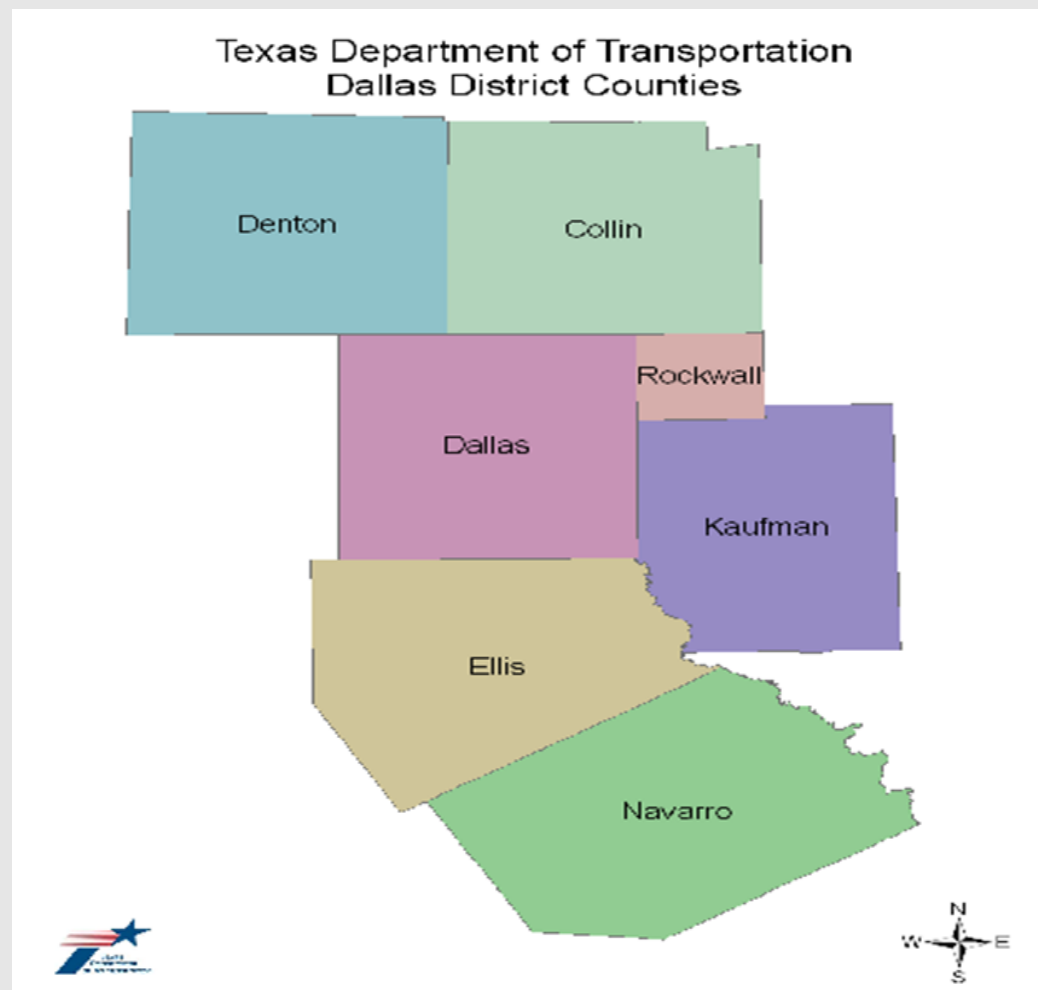 Texas Department of Transportation
Dallas District Counties
Denton
Collin
Rockwall
Dallas
Kaufman
Ellis
Navarro
N
W E
S